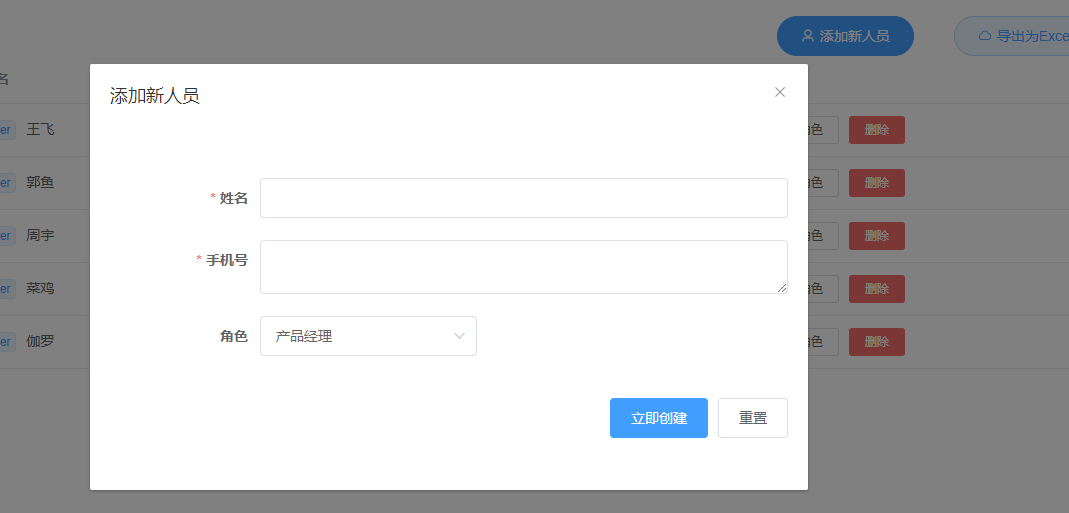 添加新人员
导出为Exce
名
添加新人员
er 王飞
角色 删除
* 姓名
er 郭鱼
角色 删除
er 周宇
角色 删除
* 手机号
er 菜鸡
角色 删除
角色 产品经理
er 伽罗
角色 删除
立即创建 重置